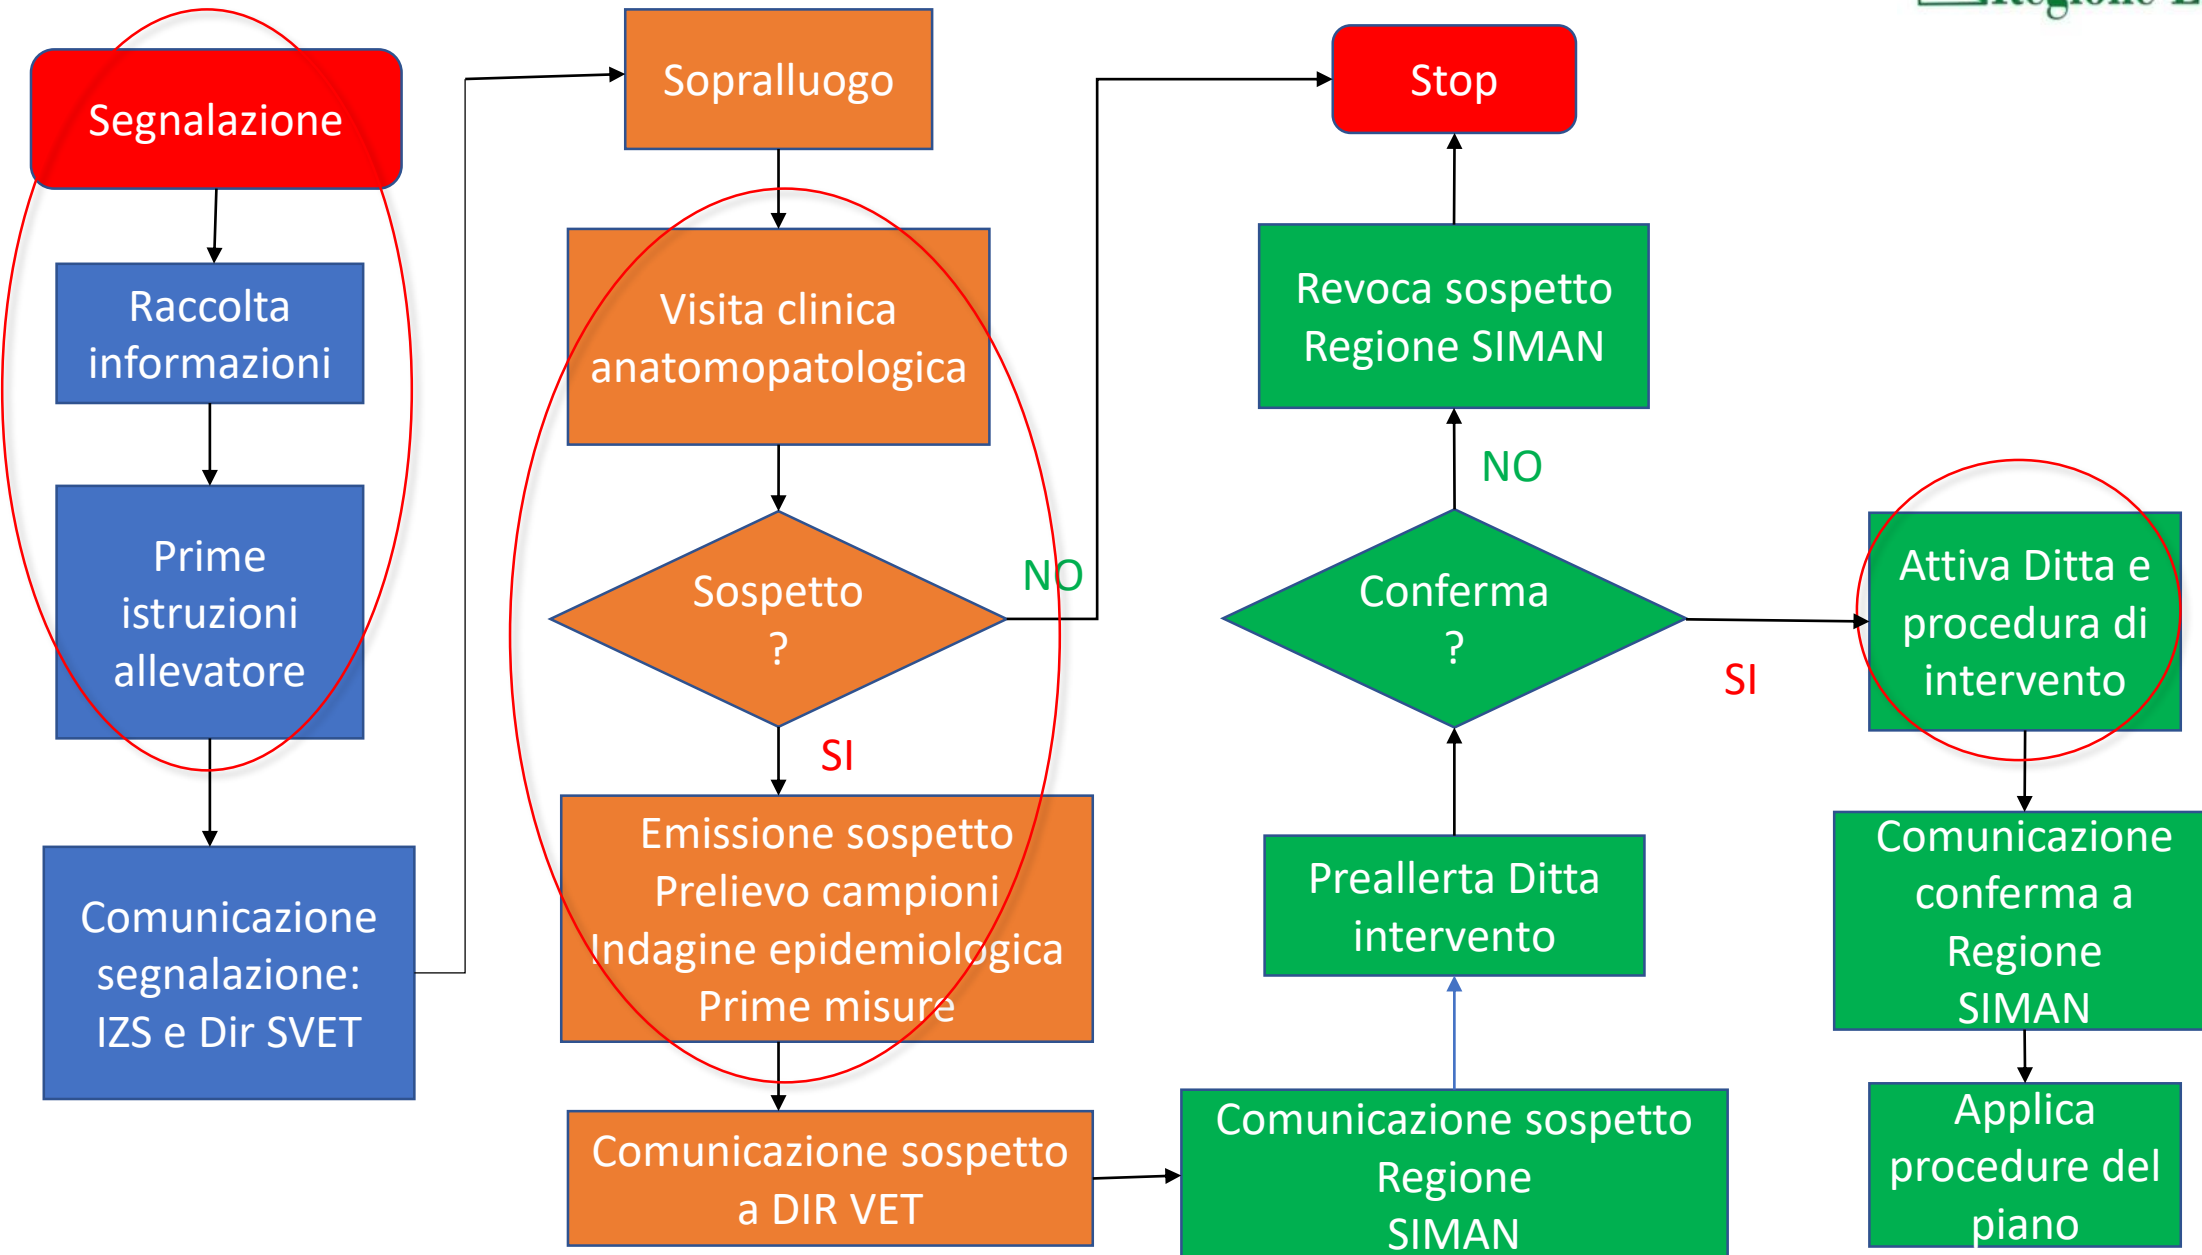 Segnalazione
Raccolta
informazioni
Prime
istruzioni
allevatore
Comunicazione
segnalazione:
IZS e Dir SVET
Sopralluogo
Visita clinica
anatomopatologica
Sospetto
?
NO
SI
Emissione sospetto
Prelievo campioni
Indagine epidemiologica
Prime misure
Comunicazione sospetto
a DIR VET
Comunicazione sospetto
Regione
SIMAN
Preallerta Ditta
intervento
Conferma
?
NO
Revoca sospetto
Regione SIMAN
Stop
SI
Attiva Ditta e
procedura di
intervento
Comunicazione
conferma a
Regione
SIMAN
Applica
procedure del
piano